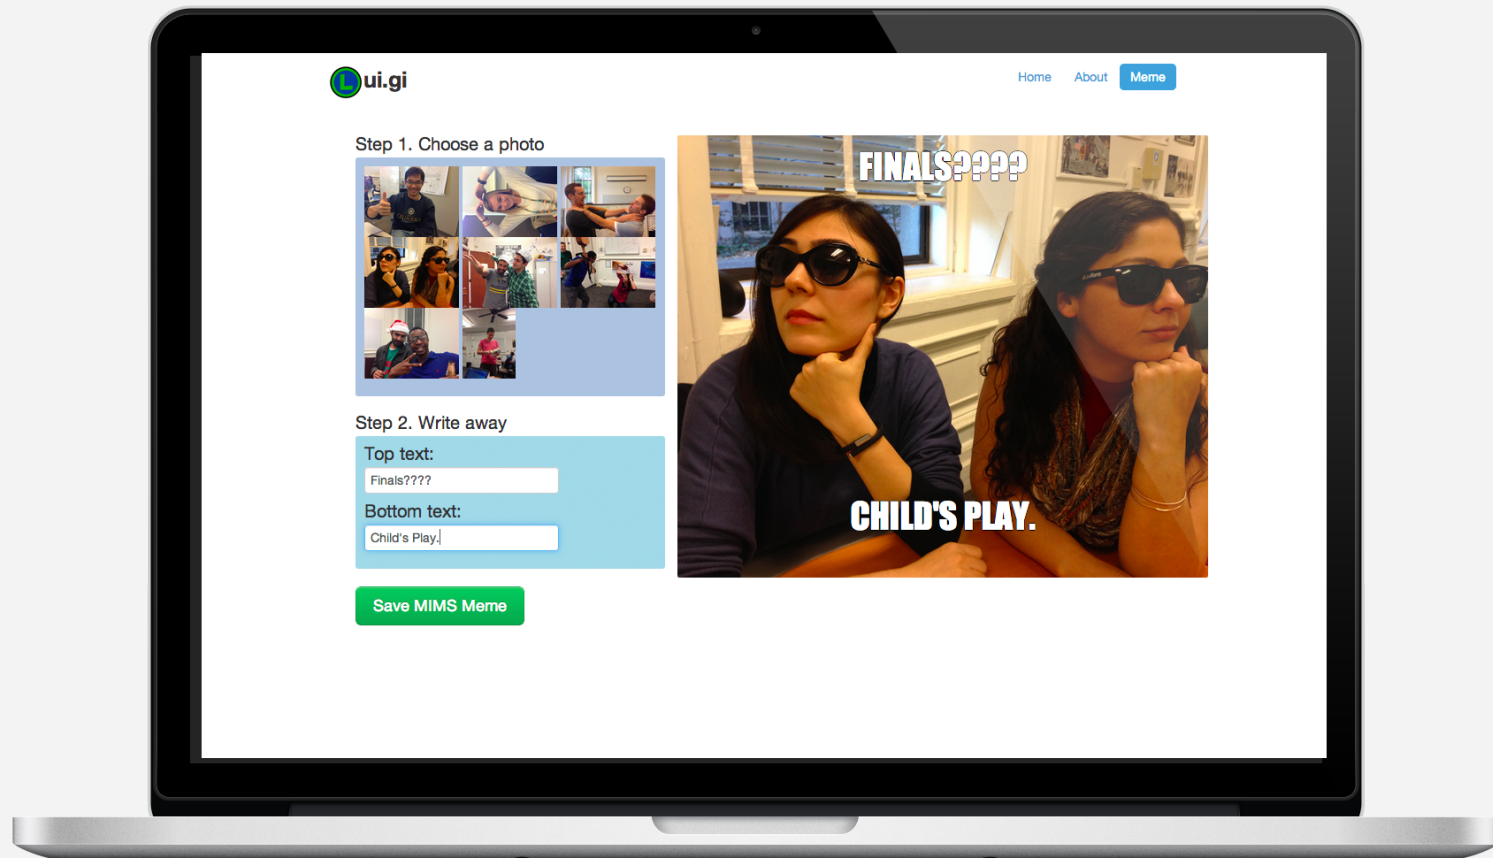 Lui.gi
Home About Meme
Step 1. Choose a photo
FINALS????
CHILD'S PLAY.
Step 2. Write away
Top text:
Finals????
Bottom text:
Child's Play.
Save MIMS Meme